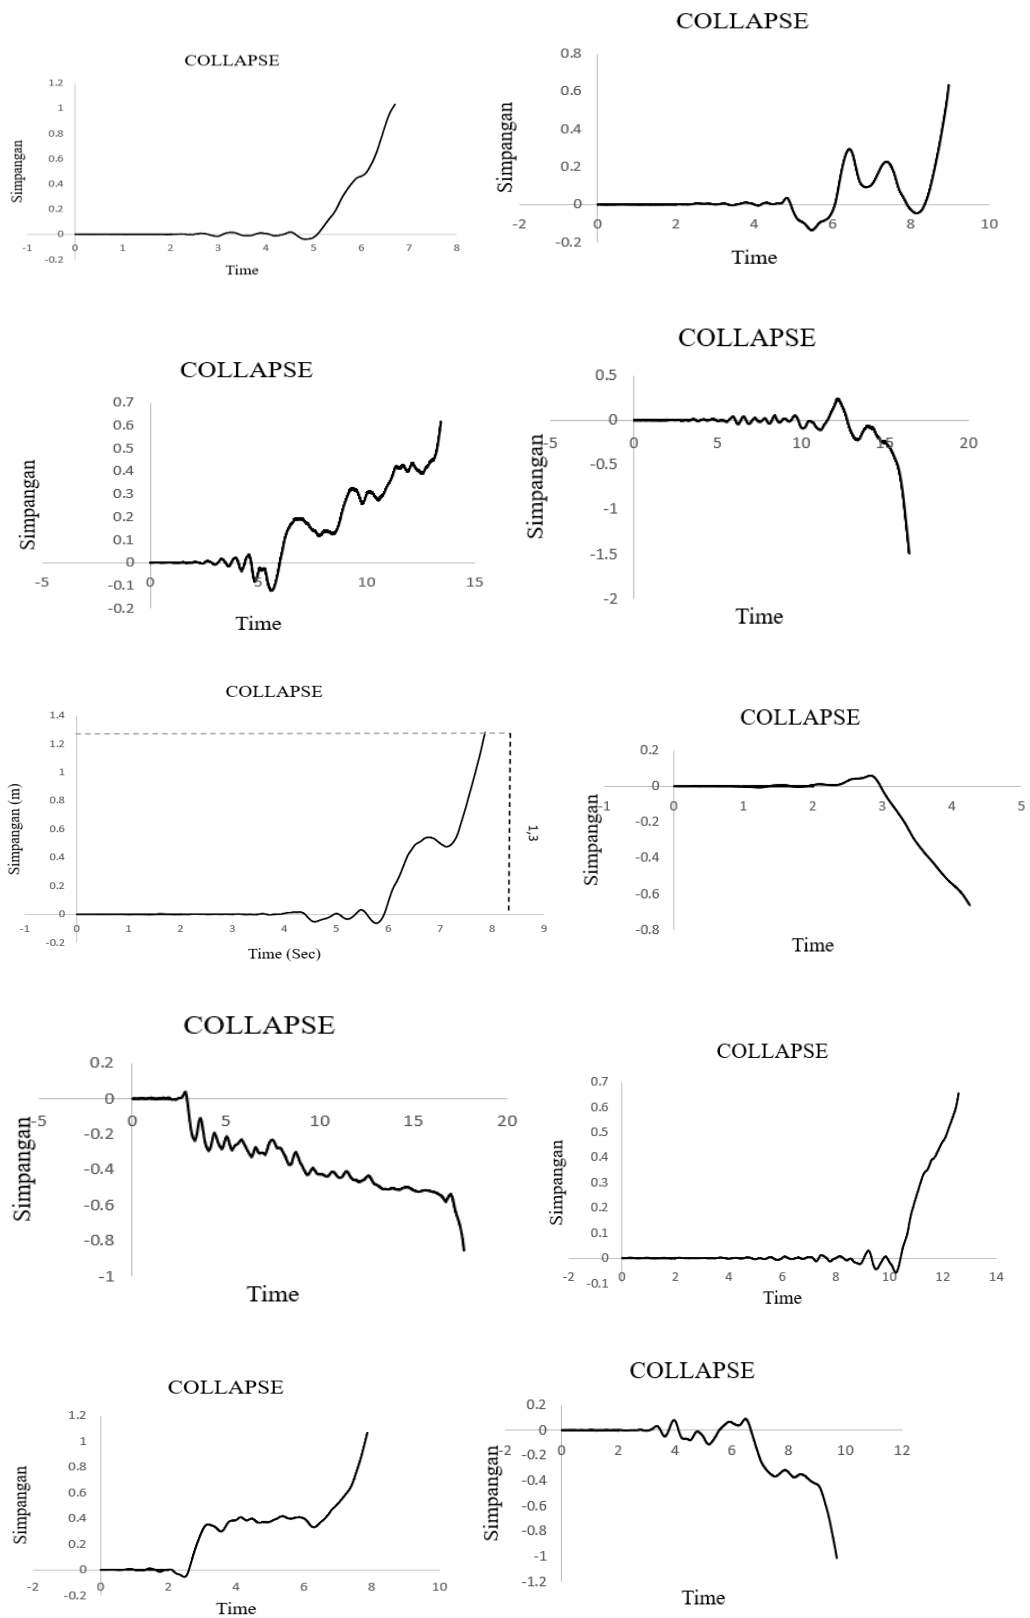 COLLAPSE
1.2
1
0.8
0.6
0.4
0.2
0
-0.2
-1 0 1 2 3 4 5 6 7 8
Simpangan
Time
COLLAPSE
0.8
0.6
0.4
0.2
0
-0.2
-2 0 2 4 6 8 10
Simpangan
Time
COLLAPSE
0.7
0.6
0.5
0.4
0.3
0.2
0.1
0
-0.1
-0.2
-5 0 5 10 15
Simpangan
Time
COLLAPSE
0.5
0
-0.5
-1
-1.5
-2
-5 0 5 10 15 20
Simpangan
Time
COLLAPSE
1.4
1.2
1
0.8
0.6
0.4
0.2
0
-0.2
-1 0 1 2 3 4 5 6 7 8 9
1,3
Simpangan (m)
Time (Sec)
COLLAPSE
0.2
0
-0.2
-0.4
-0.6
-0.8
-1 0 1 2 3 4 5
Simpangan
Time
COLLAPSE
0.2
0
-0.2
-0.4
-0.6
-0.8
-1
-5 0 5 10 15 20
Simpangan
Time
COLLAPSE
0.7
0.6
0.5
0.4
0.3
0.2
0.1
0
-0.1
-2 0 2 4 6 8 10 12 14
Simpangan
Time
COLLAPSE
1.2
1
0.8
0.6
0.4
0.2
0
-0.2
-2 0 2 4 6 8 10
Simpangan
Time
COLLAPSE
0.2
0
-0.2
-0.4
-0.6
-0.8
-1
-1.2
-2 0 2 4 6 8 10 12
Simpangan
Time